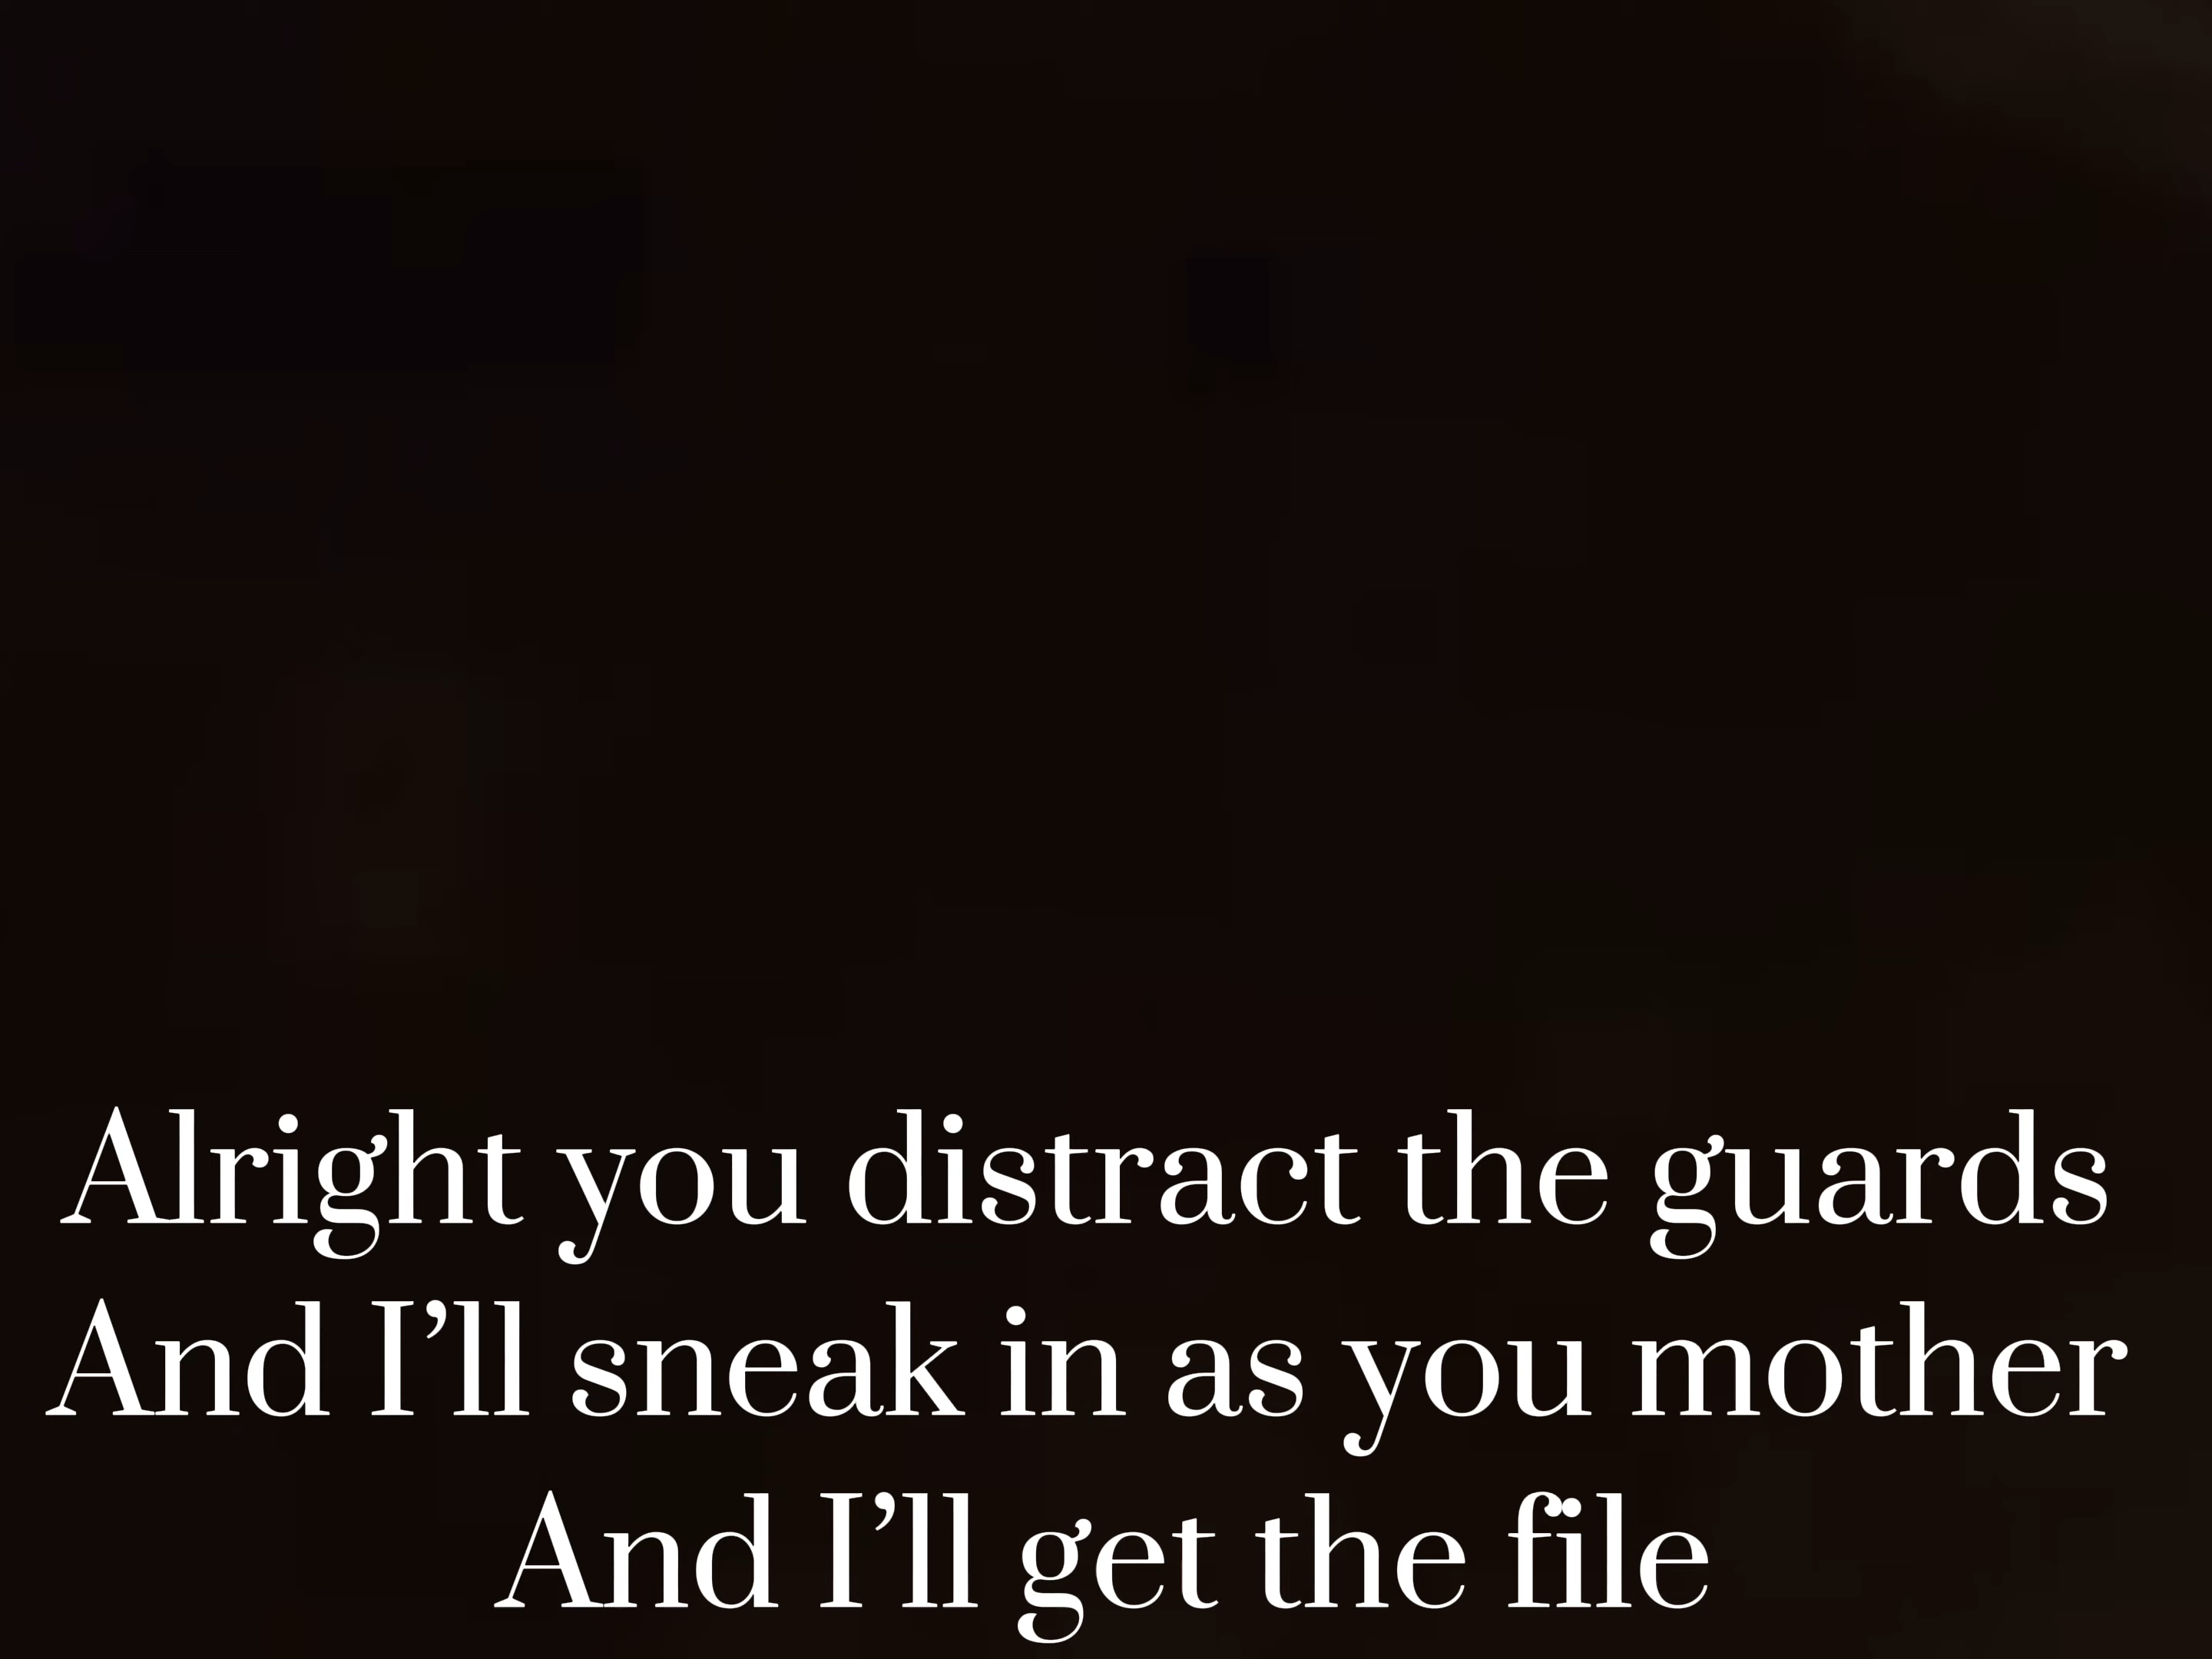 Alright you distract the guards
And I’ll sneak in as you mother
And I’ll get the file